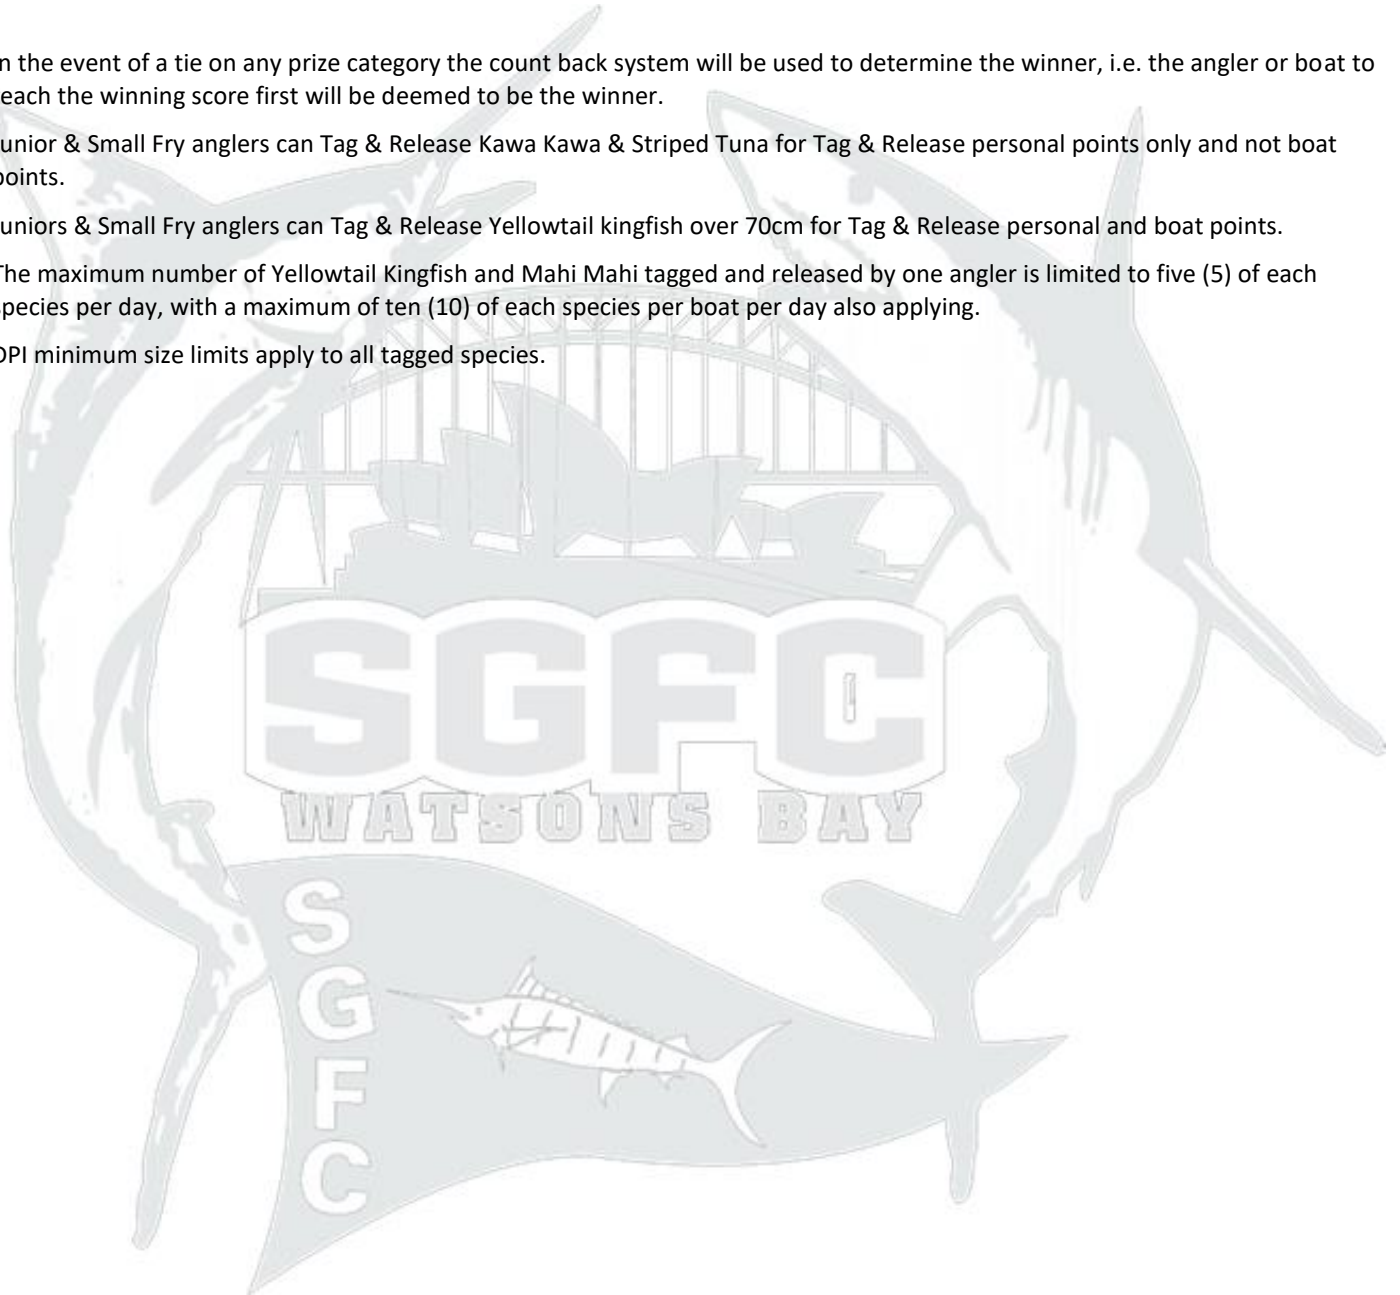 n the event of a tie on any prize category the count back system will be used to determine the winner, i.e. the angler or boat to
each the winning score first will be deemed to be the winner.
unior & Small Fry anglers can Tag & Release Kawa Kawa & Striped Tuna for Tag & Release personal points only and not boat
points.
uniors & Small Fry anglers can Tag & Release Yellowtail kingfish over 70cm for Tag & Release personal and boat points.
The maximum number of Yellowtail Kingfish and Mahi Mahi tagged and released by one angler is limited to five (5) of each
species per day, with a maximum of ten (10) of each species per boat per day also applying.
DPI minimum size limits apply to all tagged species.
SGFC
WATSONS BAY
SGFC